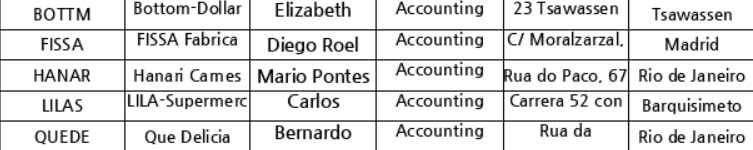 BOTTM Bottom-Dollar Elizabeth Accounting 23 Tsawassen Tsawassen
FISSA FISSA Fabrica Diego Roel Accounting C/ Moralzarzal, Madrid
HANAR Hanari Carnes Mario Pontes Accounting Rua do Paco, 67 Rio de Janeiro
LILAS LILA-Supermerc Carlos Accounting Carrera 52 con Barquisimeto
QUEDE Que Delicia Bernardo Accounting Rua da Rio de Janeiro